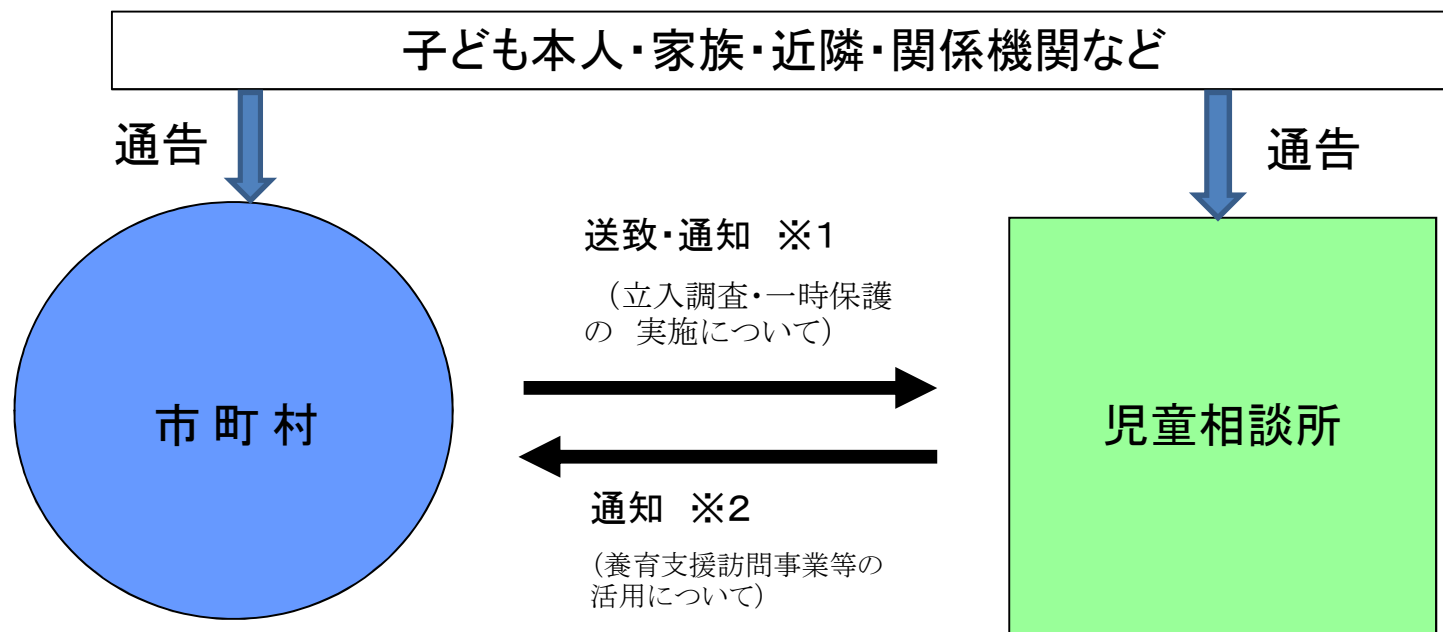 子ども本人・家族・近隣・関係機関など
通告
通告
送致・通知 ※1
（立入調査・一時保護
の 実施について）
市 町 村
児童相談所
通知 ※2
（養育支援訪問事業等の
活用について）